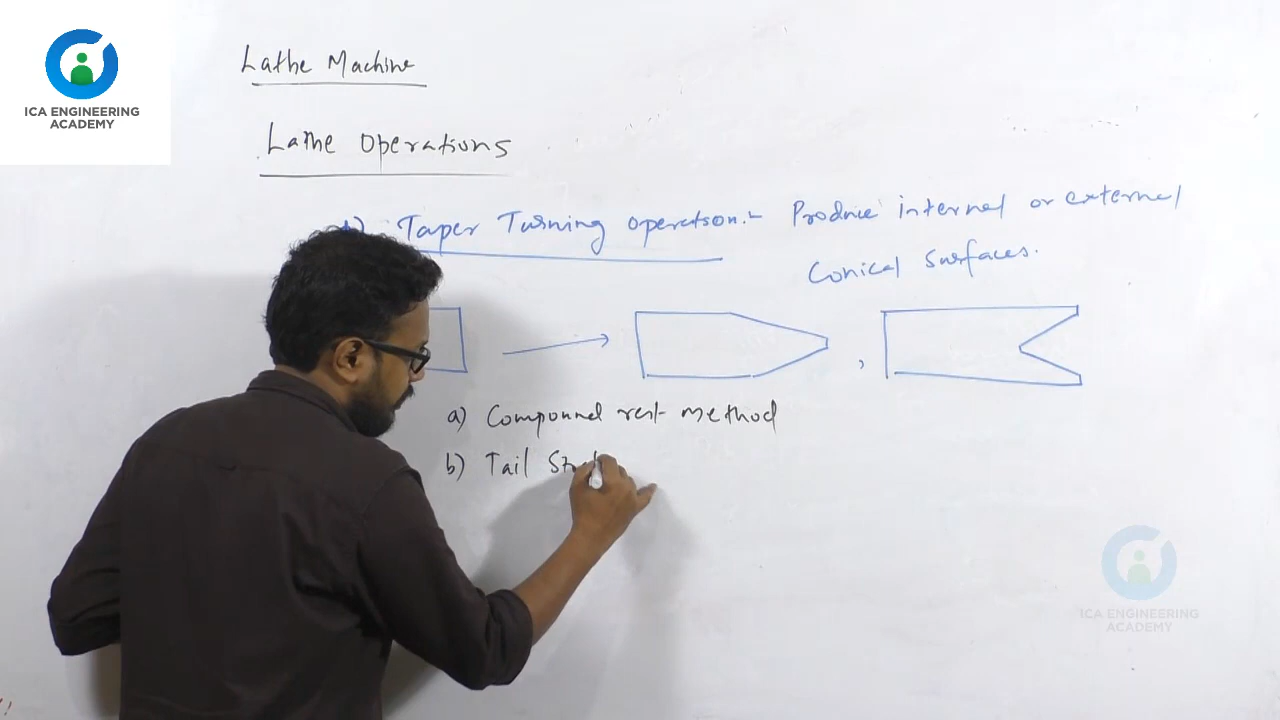 ICA ENGINEERING
ACADEMY
Lathe Machine
Lathe Operations
Taper Turning operation:- Produce internal or external
Conical Surfaces.
a) Compound rest method
b) Tail
ICA ENGINEERING
ACADEMY